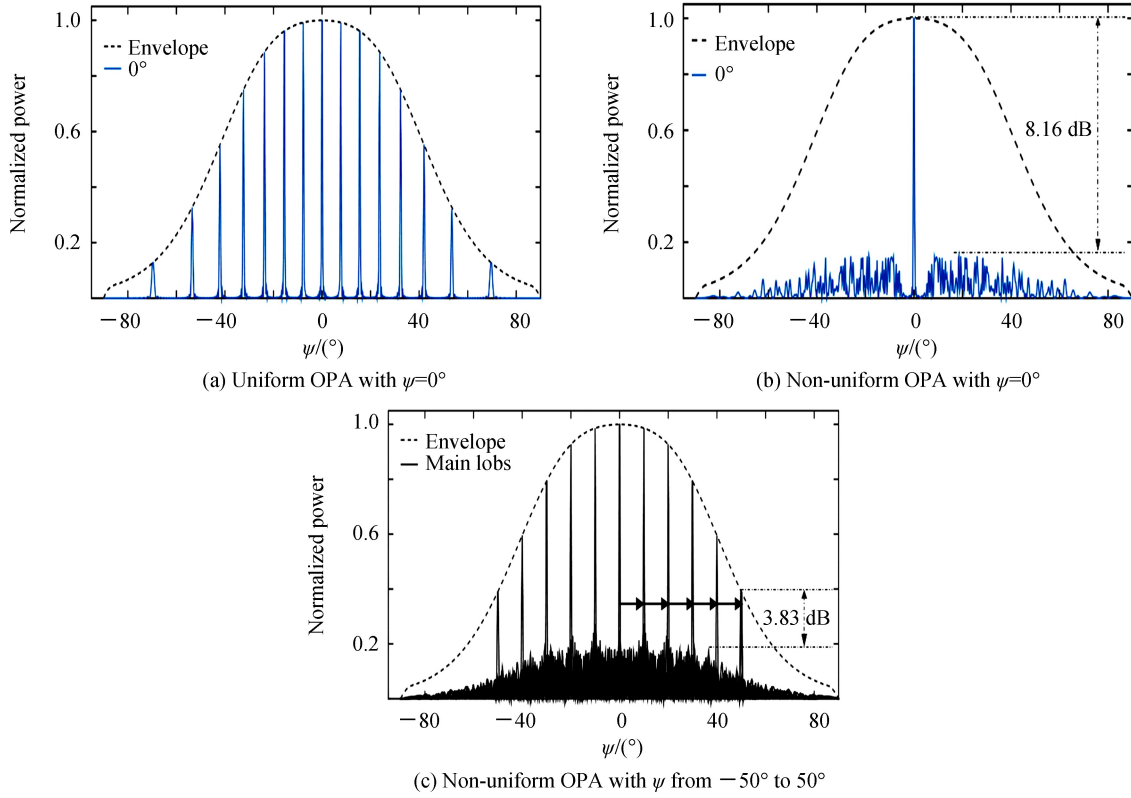 1.0
0.6
0.2
Normalized power
Envelope
0°
−80
−40
0
40
80
ψ/(°)
(a) Uniform OPA with ψ=0°
1.0
0.6
0.2
Normalized power
Envelope
0°
8.16 dB
−80
−40
0
40
80
ψ/(°)
(b) Non-uniform OPA with ψ=0°
1.0
0.6
0.2
Normalized power
Envelope
Main lobs
3.83 dB
−80
−40
0
40
80
ψ/(°)
(c) Non-uniform OPA with ψ from −50° to 50°